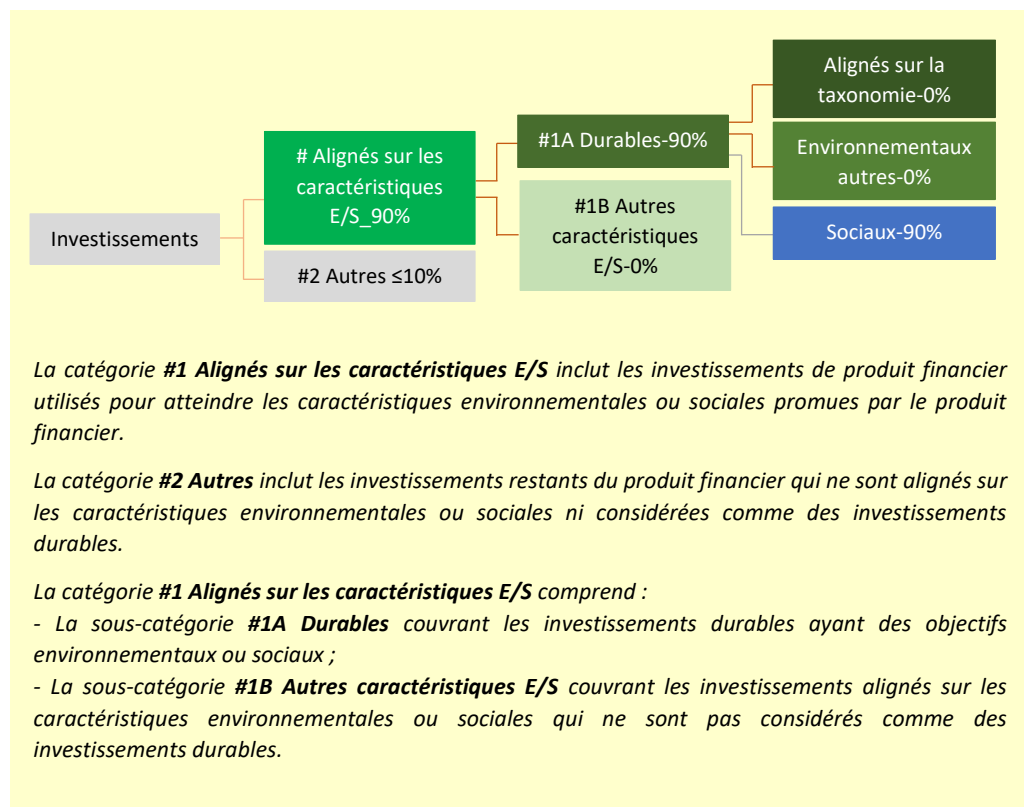 Investissements
# Alignés sur les
caractéristiques
E/S_90%
#2 Autres ≤10%
#1A Durables-90%
#1B Autres
caractéristiques
E/S-0%
Alignés sur la
taxonomie-0%
Environnementaux
autres-0%
Sociaux-90%
La catégorie #1 Alignés sur les caractéristiques E/S inclut les investissements de produit financier
utilisés pour atteindre les caractéristiques environnementales ou sociales promues par le produit
financier.
La catégorie #2 Autres inclut les investissements restants du produit financier qui ne sont alignés sur
les caractéristiques environnementales ou sociales ni considérées comme des investissements
durables.
La catégorie #1 Alignés sur les caractéristiques E/S comprend :
- La sous-catégorie #1A Durables couvrant les investissements durables ayant des objectifs
environnementaux ou sociaux ;
- La sous-catégorie #1B Autres caractéristiques E/S couvrant les investissements alignés sur les
caractéristiques environnementales ou sociales qui ne sont pas considérés comme des
investissements durables.